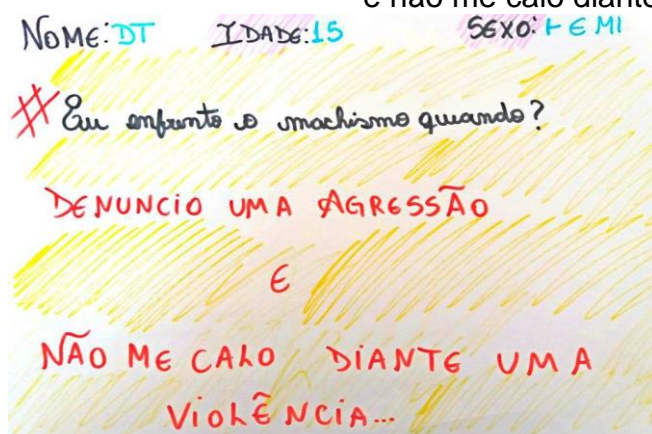 e não me calo diante
NOME: DT IDADE: 15 SEXO: FEMI
# Eu enfrento o machismo quando?
DENUNCIO UMA AGRESSÃO
E
NÃO ME CALO DIANTE UMA
VIOLÊNCIA...